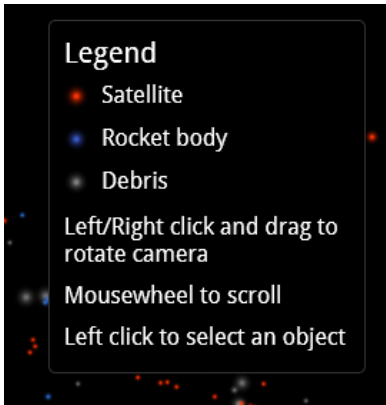 Legend
Satellite
Rocket body
Debris
Left/Right click and drag to
rotate camera
Mousewheel to scroll
Left click to select an object